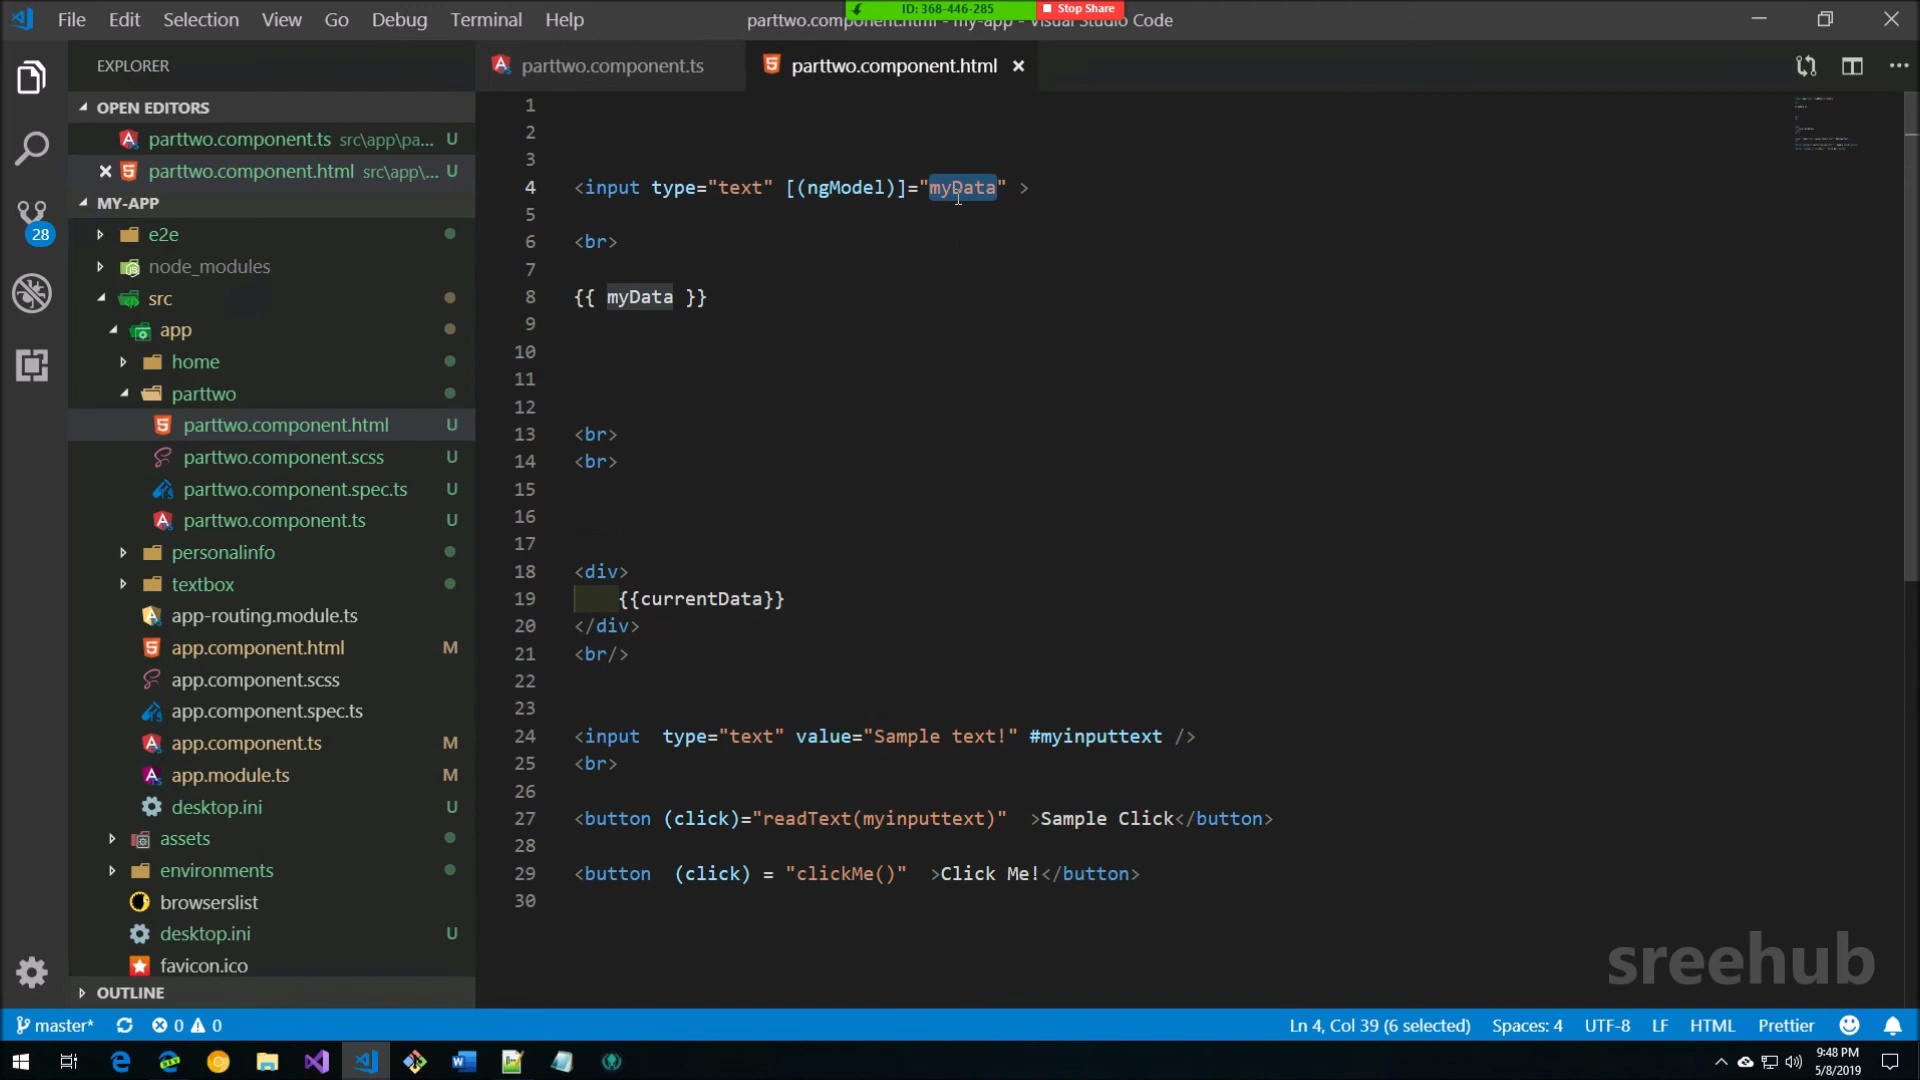 File Edit Selection View Go Debug Terminal Help
parttwo.component.html - my-app - Visual Studio Code
ID: 368-446-285
Stop Share
EXPLORER
parttwo.component.ts
parttwo.component.html
OPEN EDITORS
parttwo.component.ts src\app\pa... U
parttwo.component.html src\app\... U
MY-APP
28
e2e
node_modules
src
app
home
parttwo
parttwo.component.html U
parttwo.component.scss U
parttwo.component.spec.ts U
parttwo.component.ts U
personalinfo
textbox
app-routing.module.ts
app.component.html M
app.component.scss
app.component.spec.ts
app.component.ts M
app.module.ts M
desktop.ini U
assets
environments
browserslist
desktop.ini U
favicon.ico
OUTLINE
1
2
3
4 <input type="text" [(ngModel)]="myData" >
5
6 <br>
7
8 {{ myData }}
9
10
11
12
13 <br>
14 <br>
15
16
17
18 <div>
19 {{currentData}}
20 </div>
21 <br/>
22
23
24 <input  type="text" value="Sample text!" #myinputtext />
25 <br>
26
27 <button (click)="readText(myinputtext)"  >Sample Click</button>
28
29 <button  (click) = "clickMe()"  >Click Me!</button>
30
sreehub
master* 0 0
Ln 4, Col 39 (6 selected) Spaces: 4 UTF-8 LF HTML Prettier
9:48 PM
5/8/2019